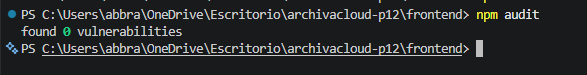 PS C:\Users\abbra\OneDrive\Escritorio\archivacloud-p12\frontend> npm audit
found 0 vulnerabilities
PS C:\Users\abbra\OneDrive\Escritorio\archivacloud-p12\frontend>